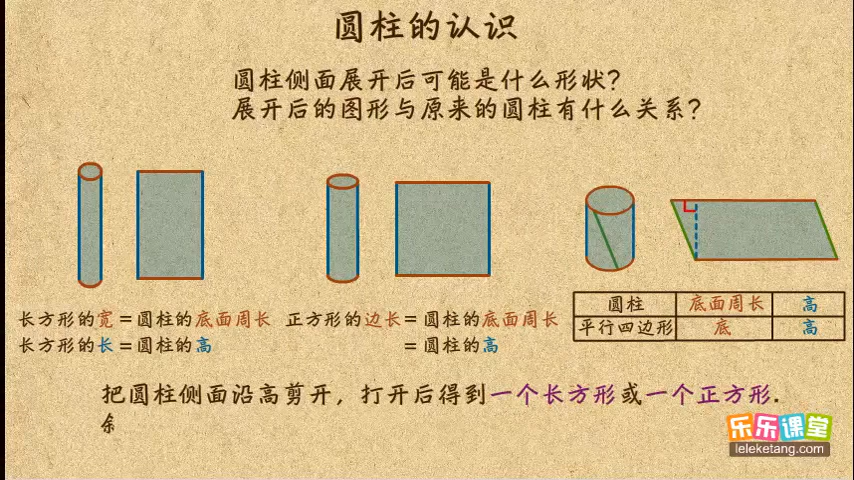 圆柱的认识
圆柱侧面展开后可能是什么形状?
展开后的图形与原来的圆柱有什么关系?
长方形的宽=圆柱的底面周长
长方形的长=圆柱的高
正方形的边长=圆柱的底面周长
=圆柱的高
圆柱 底面周长 高
平行四边形 底 高
把圆柱侧面沿高剪开，打开后得到一个长方形或一个正方形.
乐乐课堂
leleketang.com